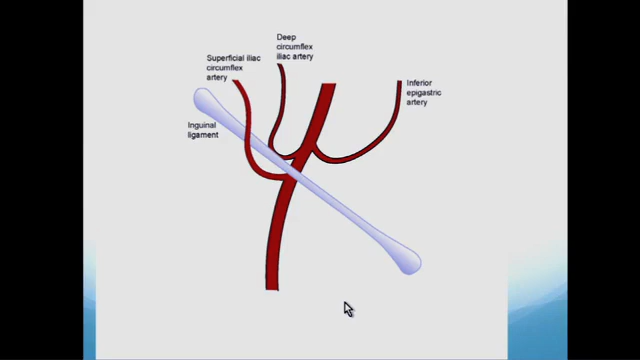 Superficial iliac
circumflex
artery
Deep
circumflex
iliac artery
Inferior
epigastric
artery
Inguinal
ligament